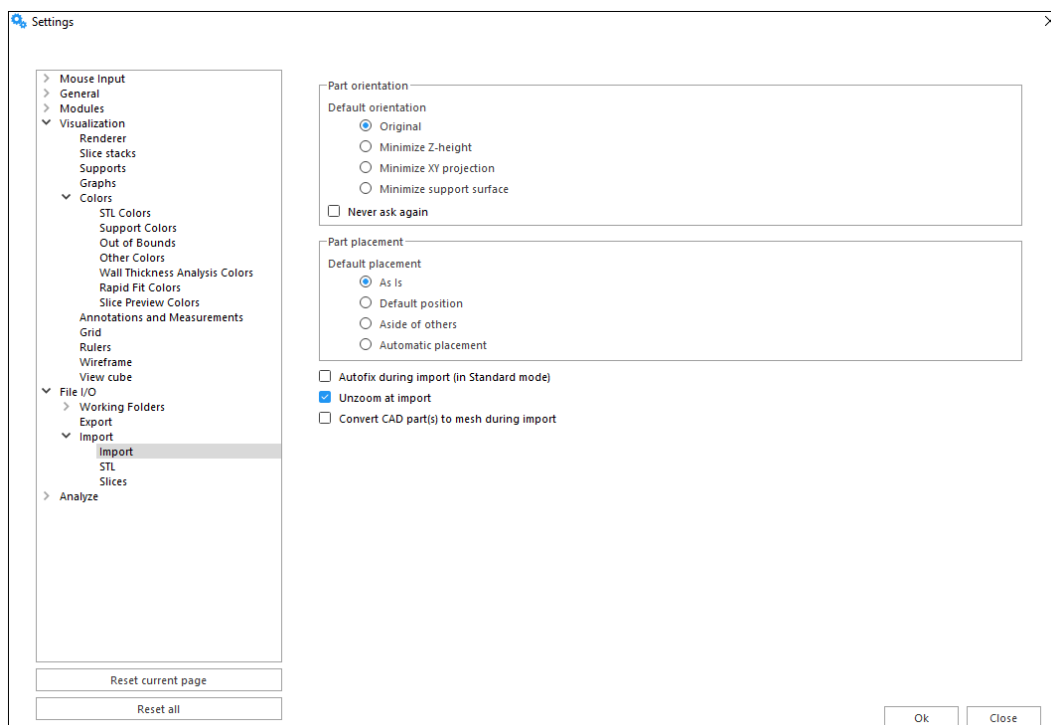 Settings
Mouse Input
General
Modules
Visualization
Renderer
Slice stacks
Supports
Graphs
Colors
STL Colors
Support Colors
Out of Bounds
Other Colors
Wall Thickness Analysis Colors
Rapid Fit Colors
Slice Preview Colors
Annotations and Measurements
Grid
Rulers
Wireframe
View cube
File I/O
Working Folders
Export
Import
Import
STL
Slices
Analyze
Reset current page
Reset all
Part orientation
Default orientation
Original
Minimize Z-height
Minimize XY projection
Minimize support surface
Never ask again
Part placement
Default placement
As Is
Default position
Aside of others
Automatic placement
Autofix during import (in Standard mode)
Unzoom at import
Convert CAD part(s) to mesh during import
Ok
Close